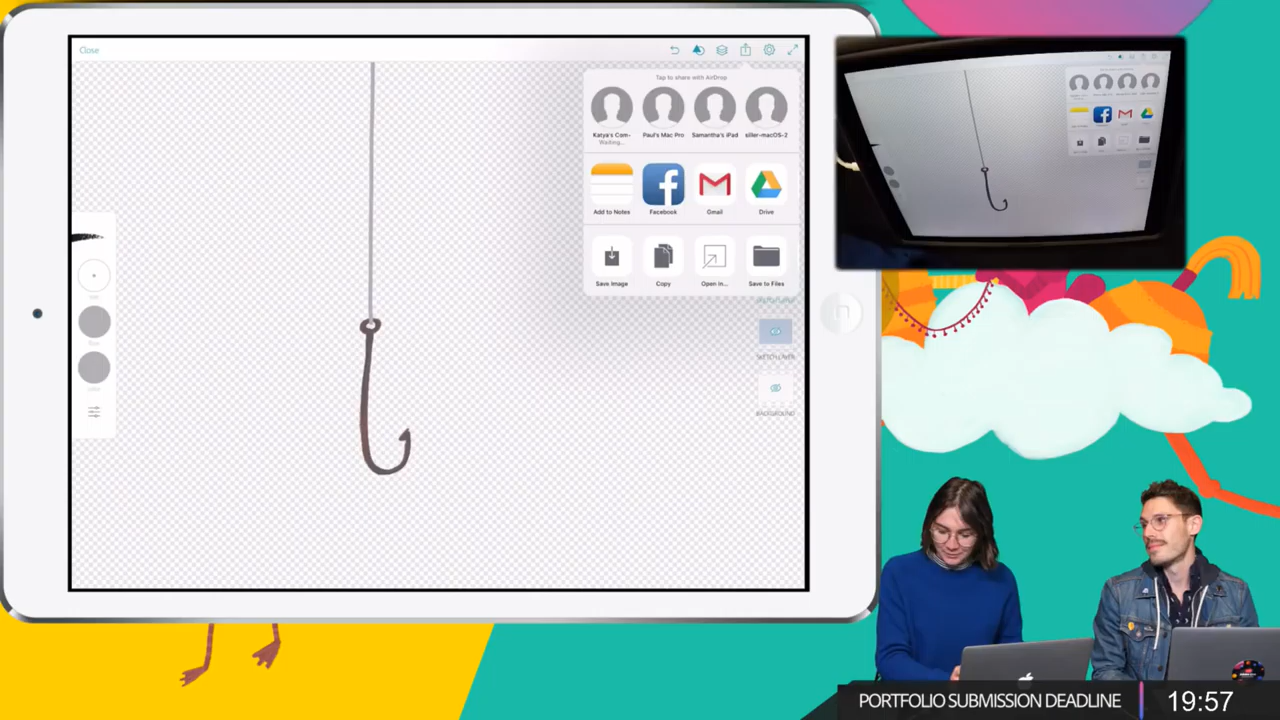 Close
Tap to share with AirDrop
Katya's Com-
Waiting...
Paul's Mac Pro
Samantha's iPad
siller-macOS-2
Add to Notes
Facebook
Gmail
Drive
Save Image
Copy
Open in...
Save to Files
SKETCH LAYER
SKETCH LAYER
BACKGROUND
PORTFOLIO SUBMISSION DEADLINE
19:57